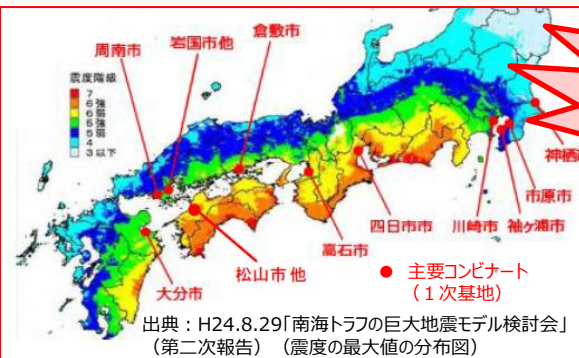 周南市
岩国市他
倉敷市
震度階級
7
6強
6弱
5強
5弱
4
3以下
神栖
市原市
四日市市
川崎市
袖ヶ浦市
高石市
大分市
松山市他
● 主要コンビナート
（１次基地）
出典：H24.8.29「南海トラフの巨大地震モデル検討会」
（第二次報告）（震度の最大値の分布図）